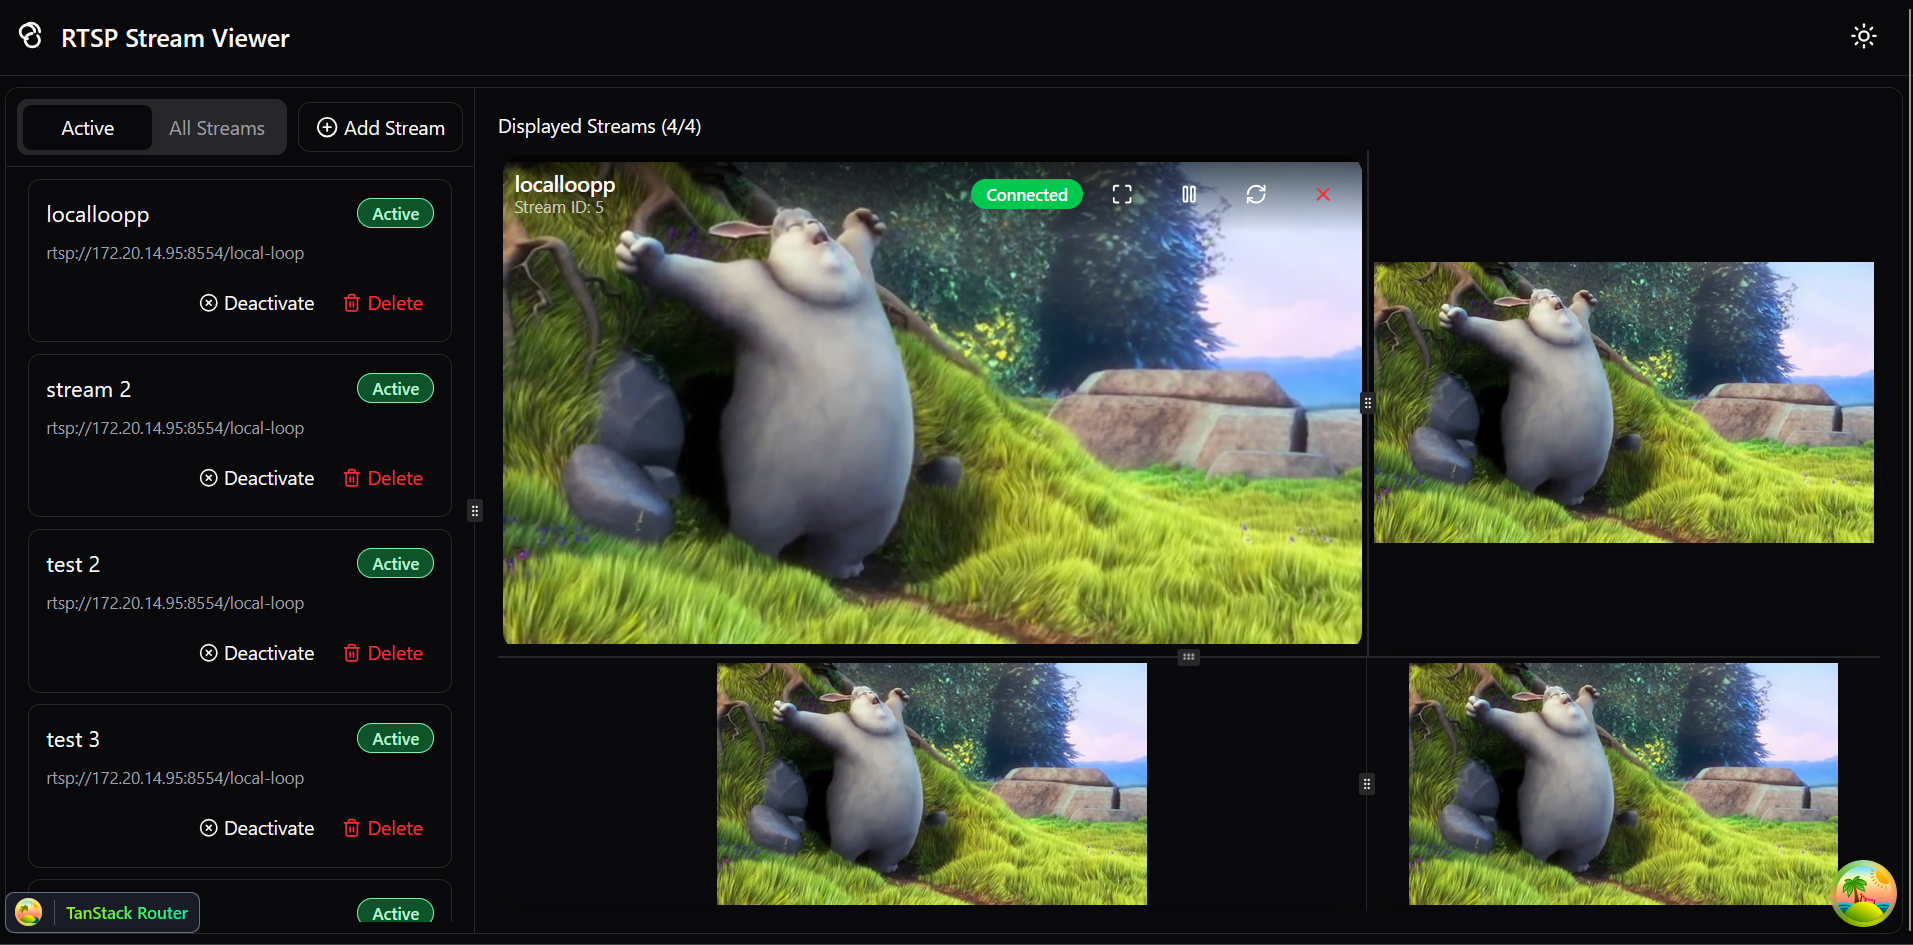 RTSP Stream Viewer
Active
All Streams
Add Stream
localloopp
Active
rtsp://172.20.14.95:8554/local-loop
Deactivate
Delete
stream 2
Active
rtsp://172.20.14.95:8554/local-loop
Deactivate
Delete
test 2
Active
rtsp://172.20.14.95:8554/local-loop
Deactivate
Delete
test 3
Active
rtsp://172.20.14.95:8554/local-loop
Deactivate
Delete
Active
TanStack Router
Displayed Streams (4/4)
localloopp
Stream ID: 5
Connected